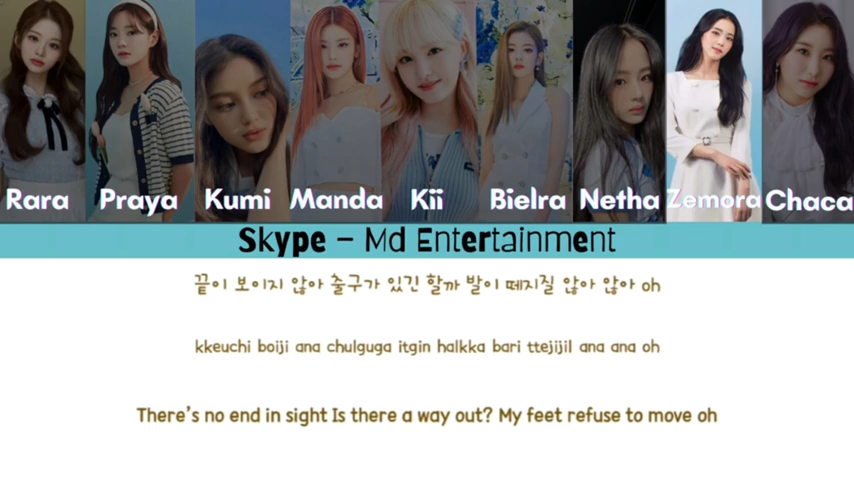 Rara Praya Kumi Manda Kii Bielra Netha Zemora Chaca
Skype – Md Entertainment
끝이 보이지 않아 출구가 있긴 할까 발이 떼지질 않아 않아 oh
kkeuchi boiji ana chulguga itgin halkka bari ttejijil ana ana oh
There's no end in sight Is there a way out? My feet refuse to move oh